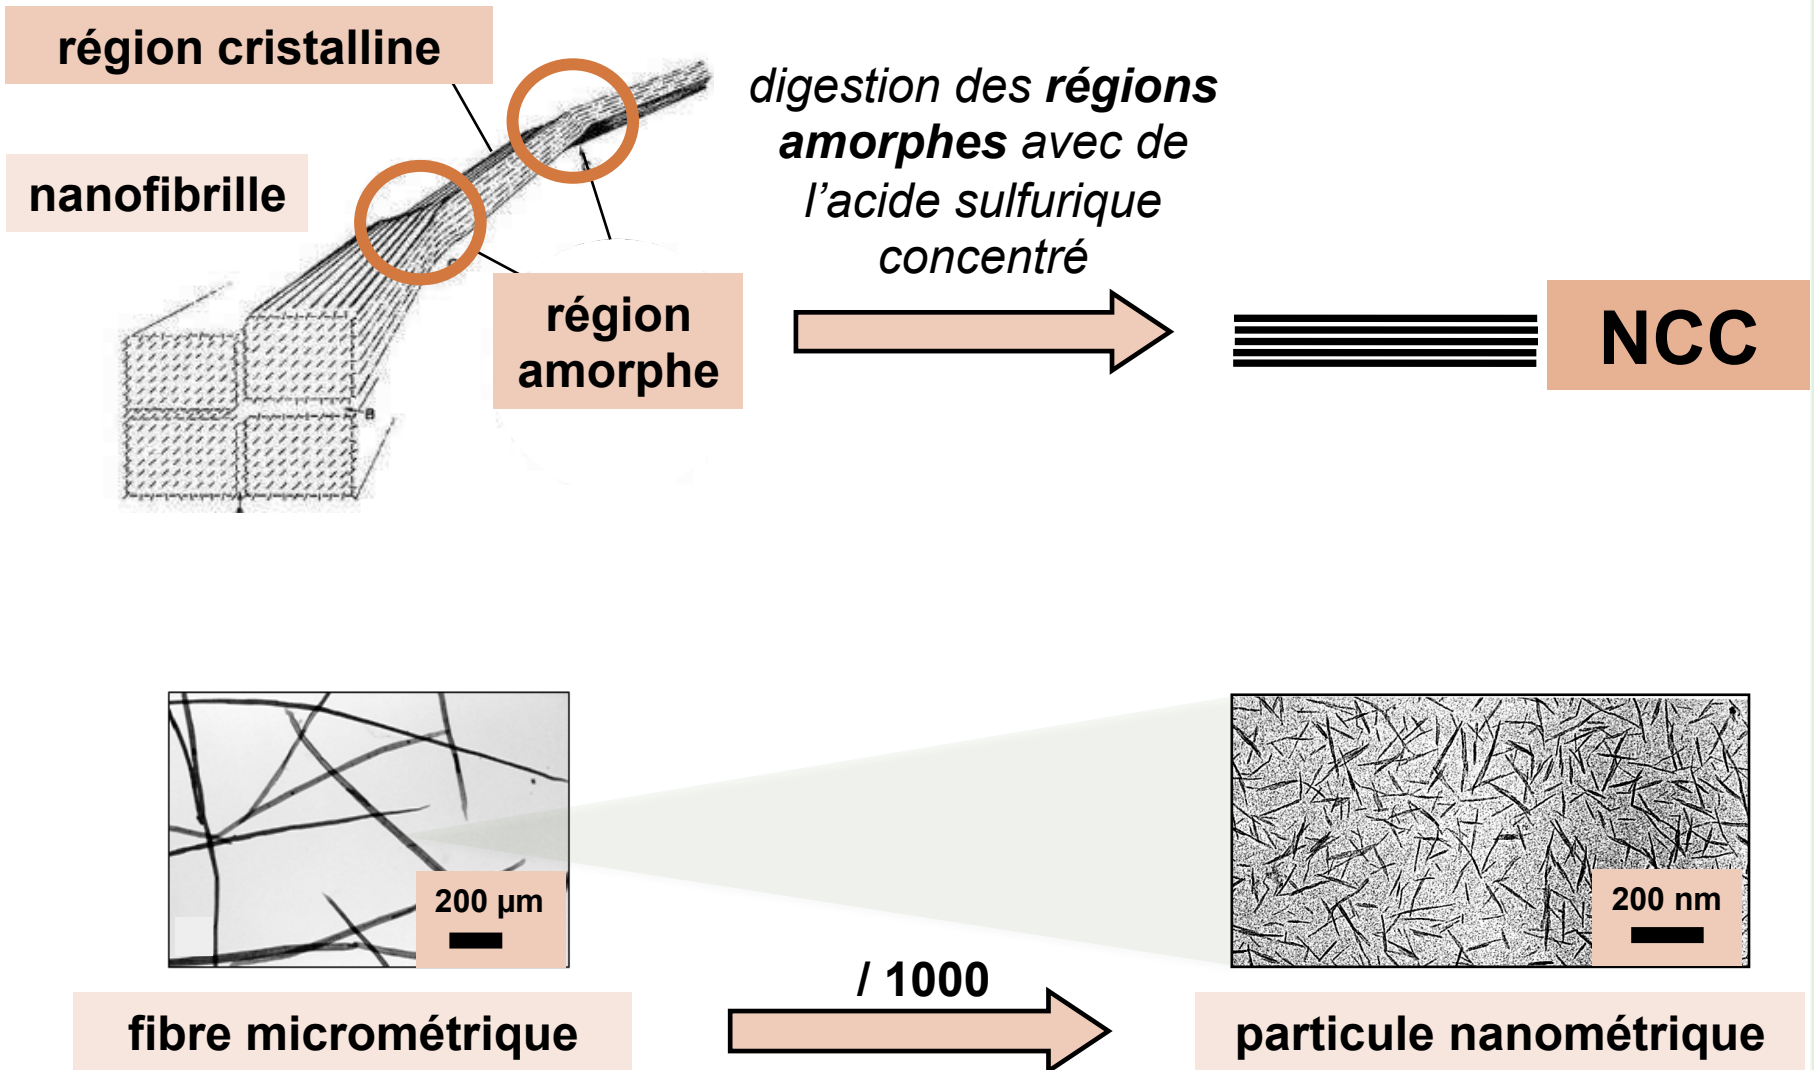 région cristalline
nanofibrille
région
amorphe
digestion des régions
amorphes avec de
l’acide sulfurique
concentré
NCC
B
200 µm
200 nm
/ 1000
fibre micrométrique
particule nanométrique